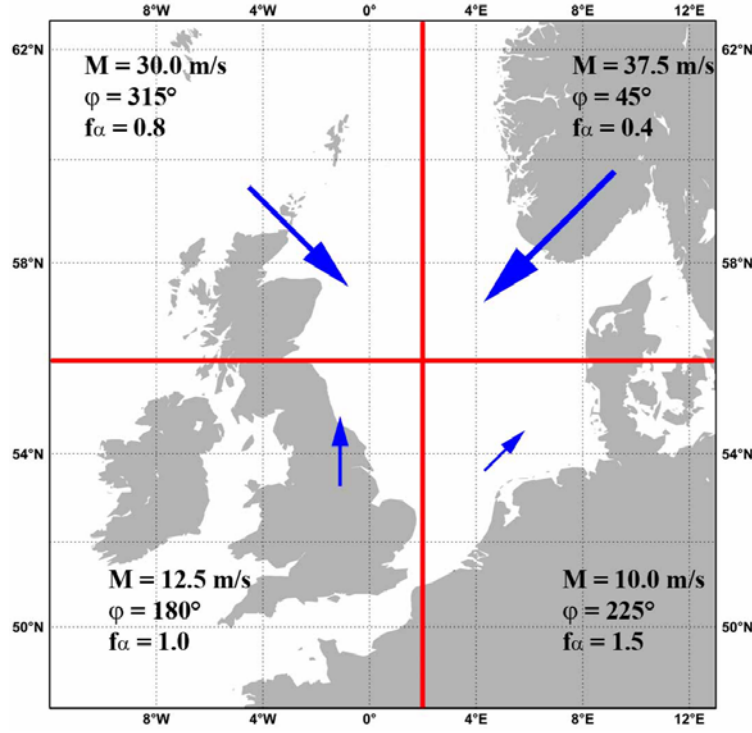 8°W 4°W 0° 4°E 8°E 12°E
62°N 62°N
M = 30.0 m/s
φ = 315°
fα = 0.8
M = 37.5 m/s
φ = 45°
fα = 0.4
58°N 58°N
54°N 54°N
M = 12.5 m/s
φ = 180°
fα = 1.0
M = 10.0 m/s
φ = 225°
fα = 1.5
50°N 50°N
8°W 4°W 0° 4°E 8°E 12°E